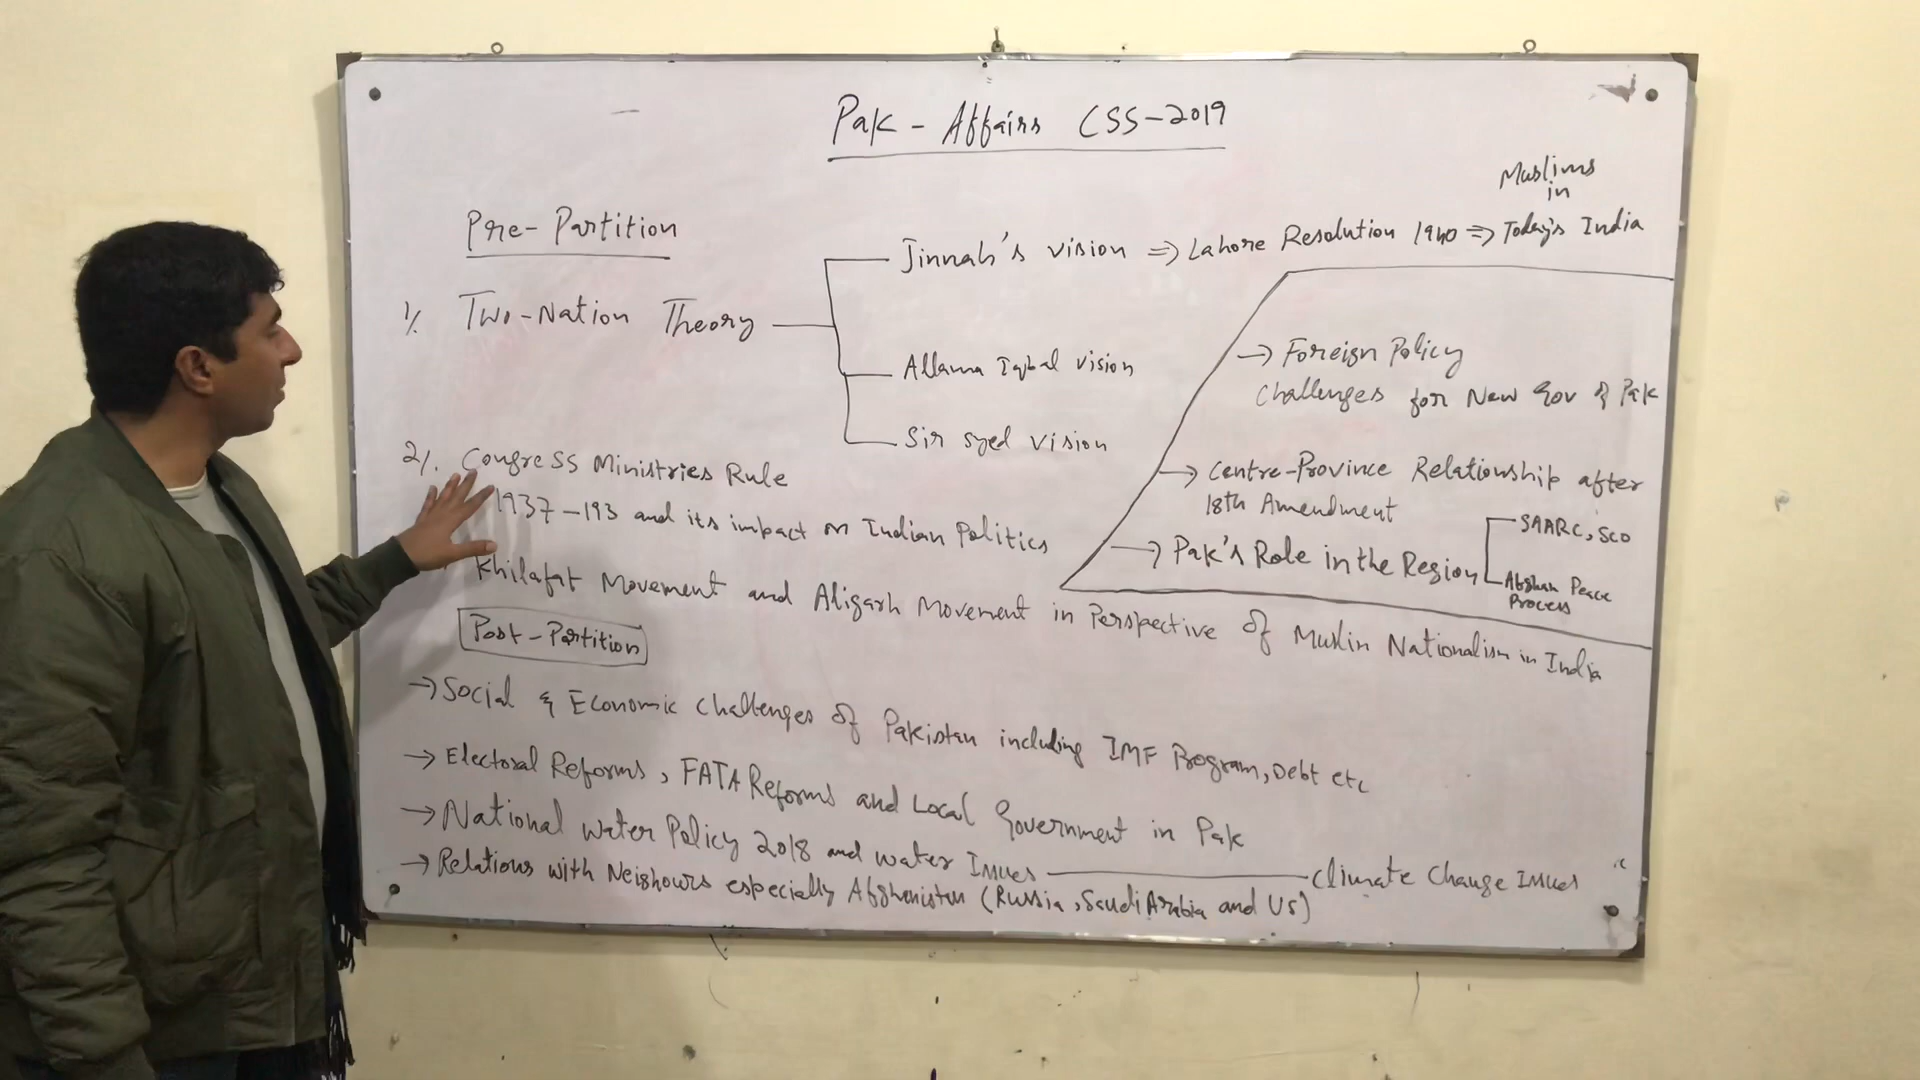 Pak - Affairs CSS-2019
Pre-Partition
1/. Two-Nation Theory
Jinnah's vision => Lahore Resolution 1940 => Today's India
Muslims
in
Allama Iqbal vision
Sir Syed vision
2/. Congress Ministries Rule
1937-193 and its impact on Indian Politics
Khilafat Movement and Aligarh Movement in Perspective of Muslim Nationalism in India
→ Foreign Policy
Challenges for New Gov of Pak
→ Centre-Province Relationship after
18th Amendment
→ Pak's Role in the Region
SAARC, SCO
Afghan Peace
Process
Post-Partition
→ Social & Economic Challenges of Pakistan including IMF Program, Debt etc
→ Electoral Reforms, FATA Reforms and Local Government in Pak
→ National Water Policy 2018 and water Issues — Climate Change Issues
→ Relations with Neighours especially Afghanistan (Russia, Saudi Arabia and US)